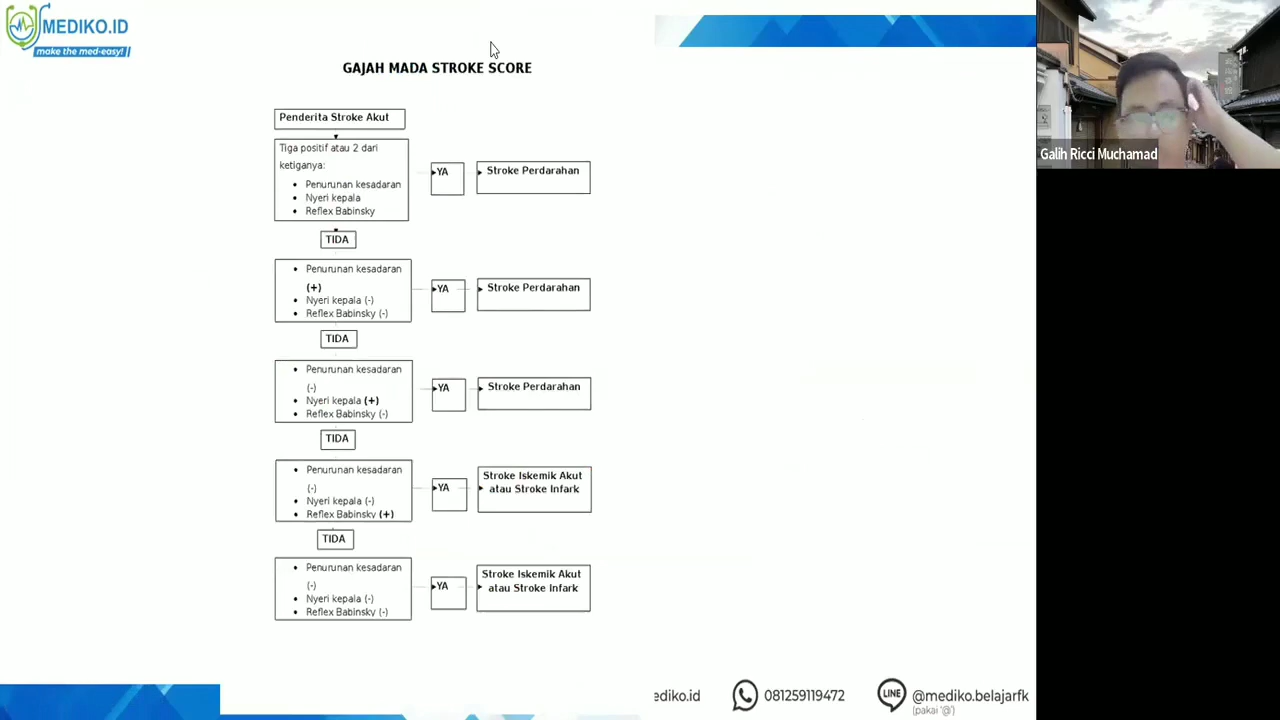 MEDIKO.ID
make the med-easy!
GAJAH MADA STROKE SCORE
Penderita Stroke Akut
Tiga positif atau 2 dari
ketiganya:
• Penurunan kesadaran
• Nyeri kepala
• Reflex Babinsky
YA
Stroke Perdarahan
TIDA
• Penurunan kesadaran
(+)
• Nyeri kepala (-)
• Reflex Babinsky (-)
YA
Stroke Perdarahan
TIDA
• Penurunan kesadaran
(-)
• Nyeri kepala (+)
• Reflex Babinsky (-)
YA
Stroke Perdarahan
TIDA
• Penurunan kesadaran
(-)
• Nyeri kepala (-)
• Reflex Babinsky (+)
YA
Stroke Iskemik Akut
atau Stroke Infark
TIDA
• Penurunan kesadaran
(-)
• Nyeri kepala (-)
• Reflex Babinsky (-)
YA
Stroke Iskemik Akut
atau Stroke Infark
ediko.id
081259119472
LINE
@mediko.belajarfk
(pakai '@')
Galih Ricci Muchamad